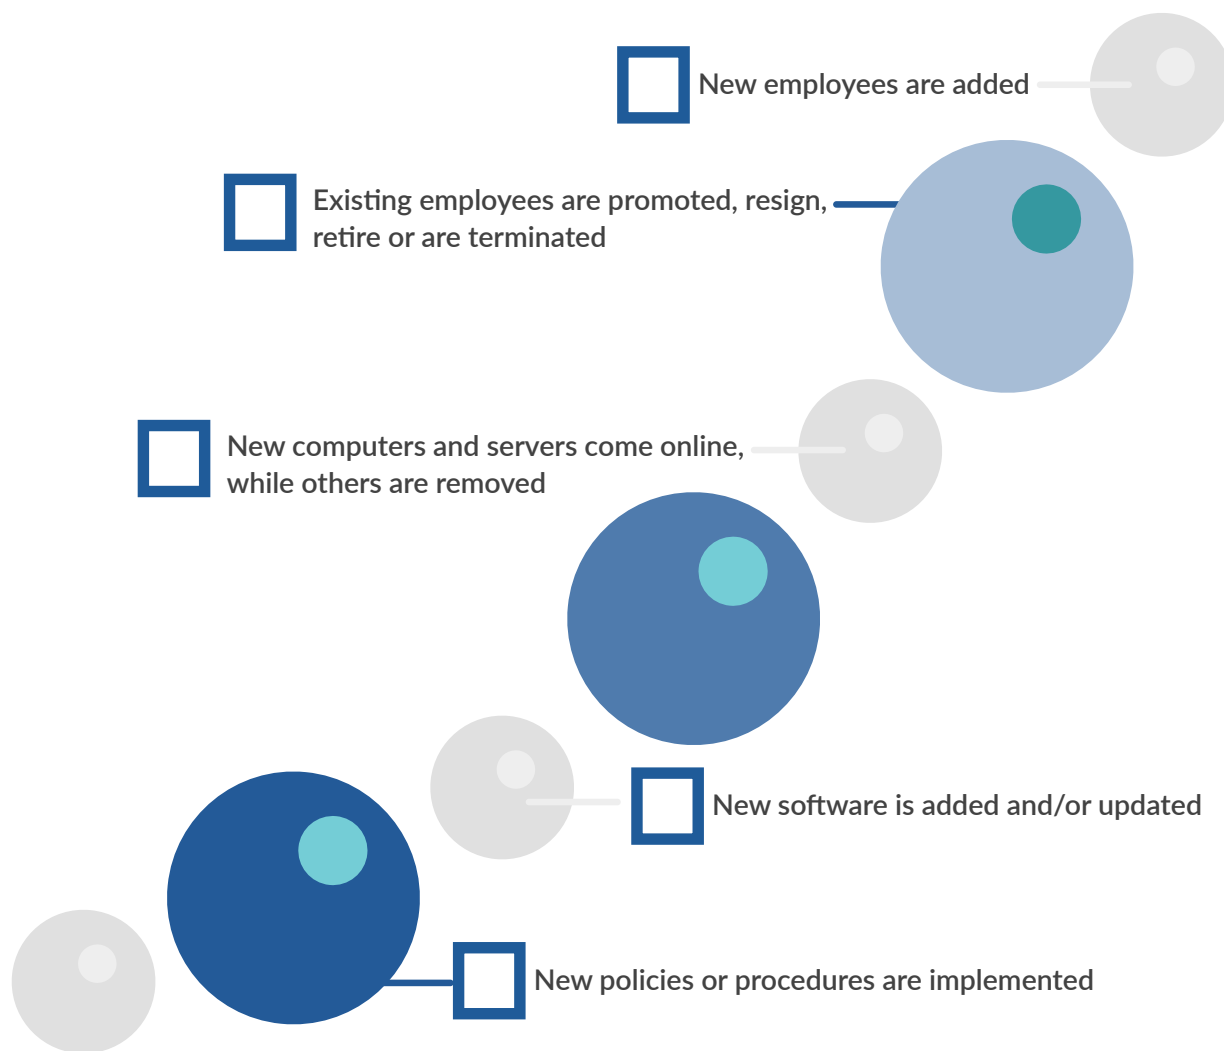 New employees are added
Existing employees are promoted, resign,
retire or are terminated
New computers and servers come online,
while others are removed
New software is added and/or updated
New policies or procedures are implemented